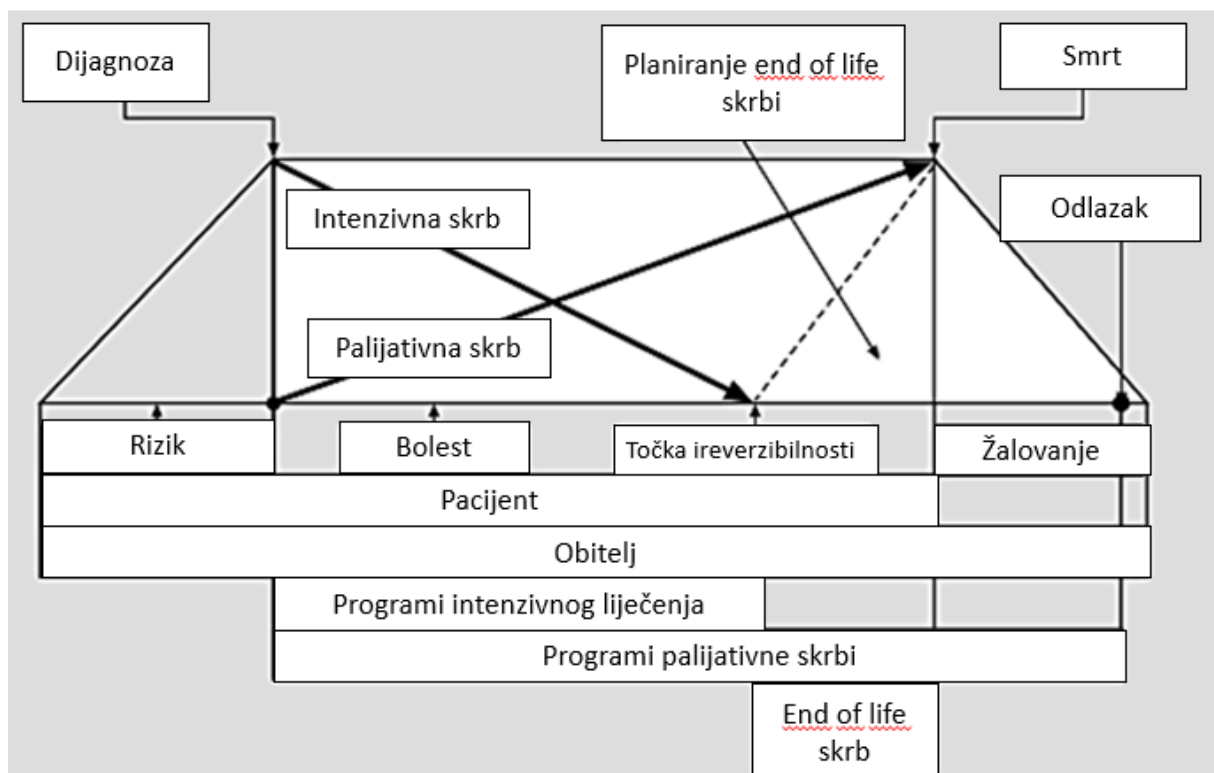 Dijagnoza
Planiranje end of life
skrbi
Smrt
Intenzivna skrb
Odlazak
Palijativna skrb
Rizik
Bolest
Točka ireverzibilnosti
Žalovanje
Pacijent
Obitelj
Programi intenzivnog liječenja
Programi palijativne skrbi
End of life
skrb